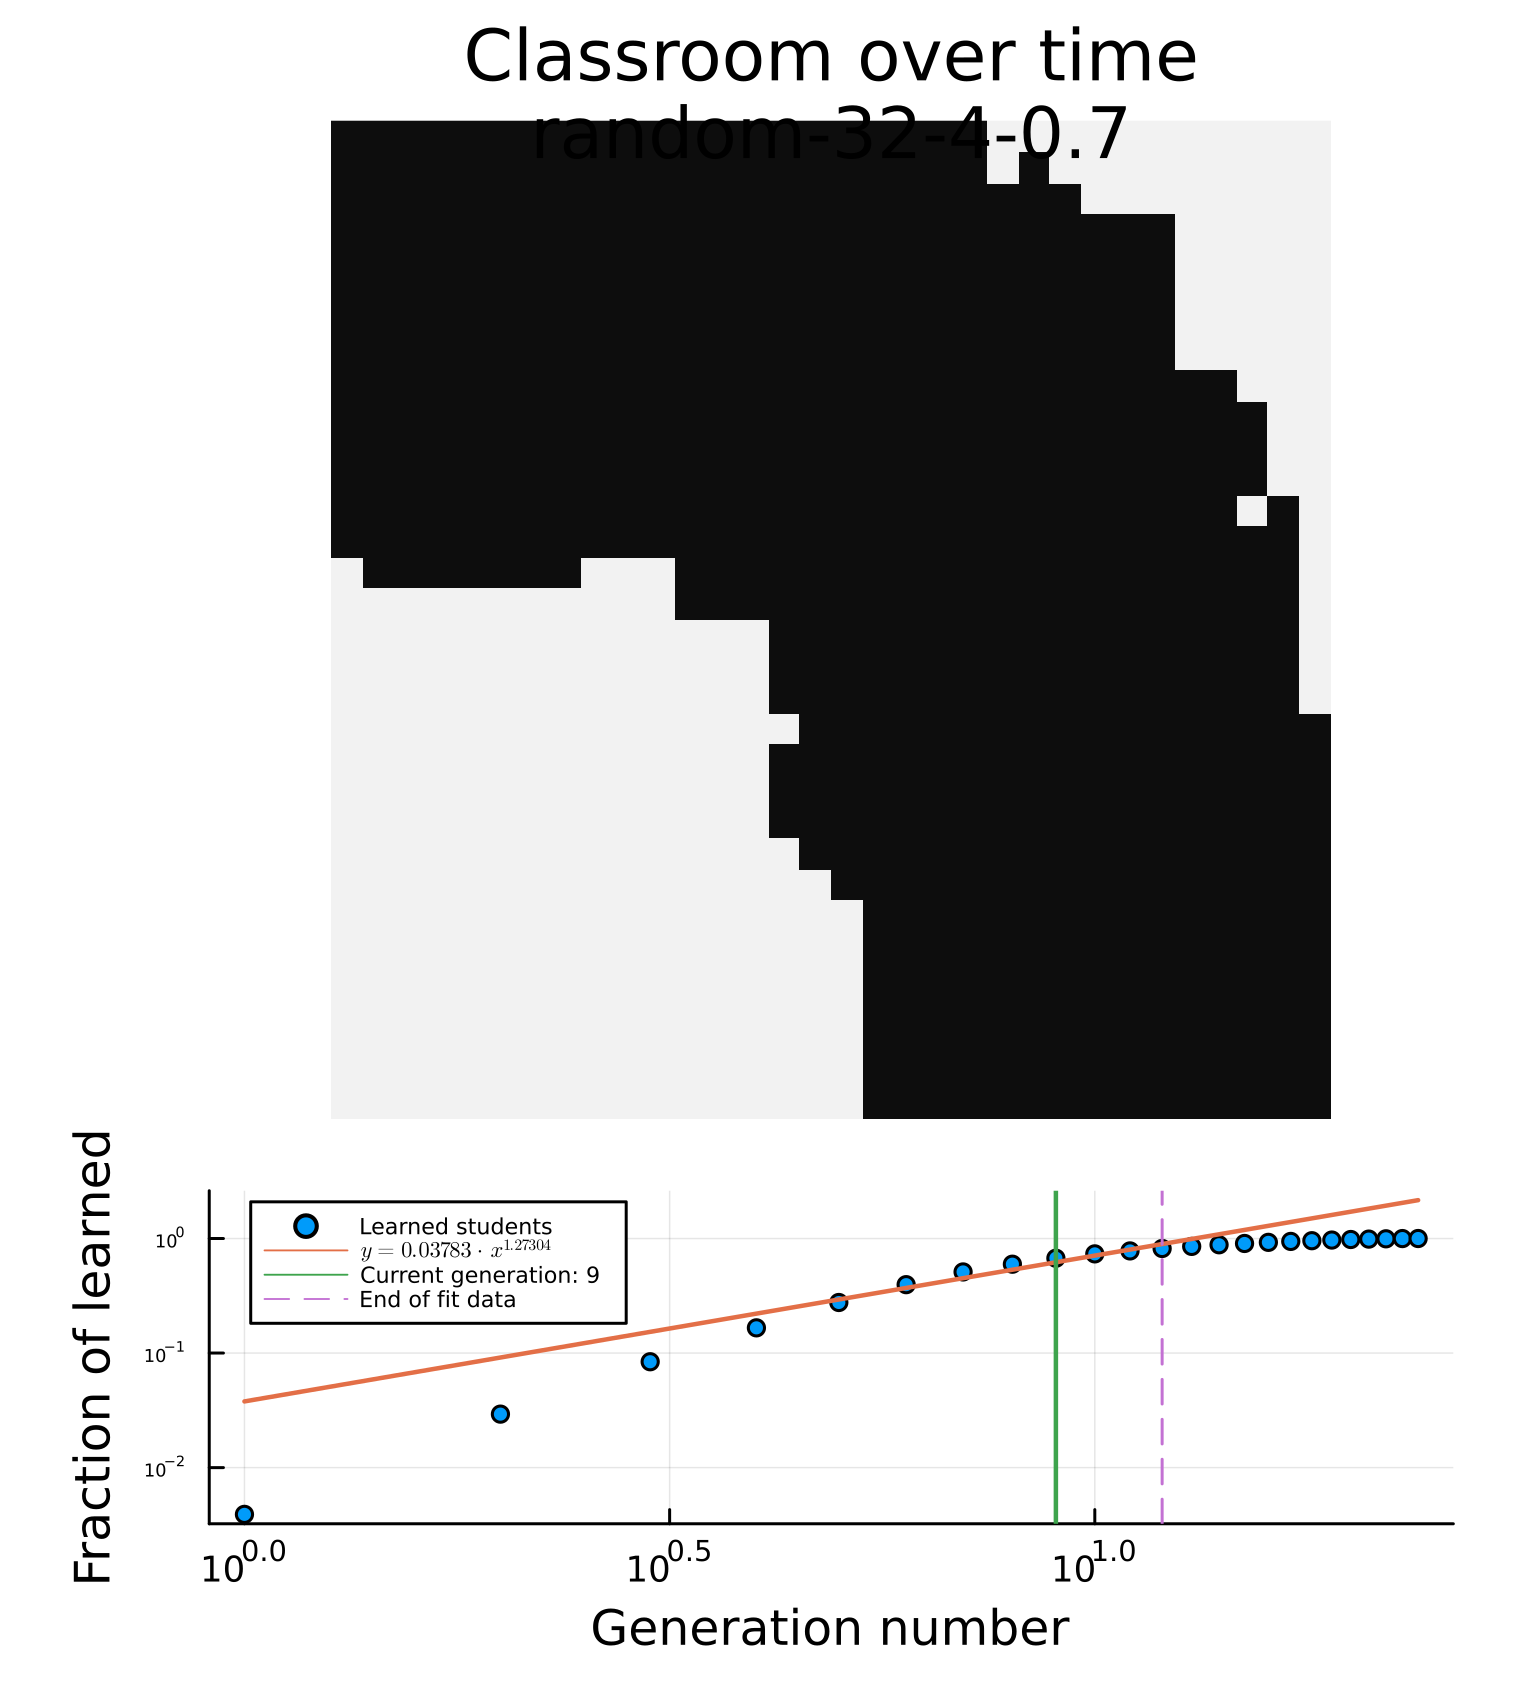 Classroom over time
random-32-4-0.7
Fraction of learned
10⁰
10⁻¹
10⁻²
Learned students
y = 0.03783 · x^1.27304
Current generation: 9
End of fit data
10^0.0
10^0.5
10^1.0
Generation number